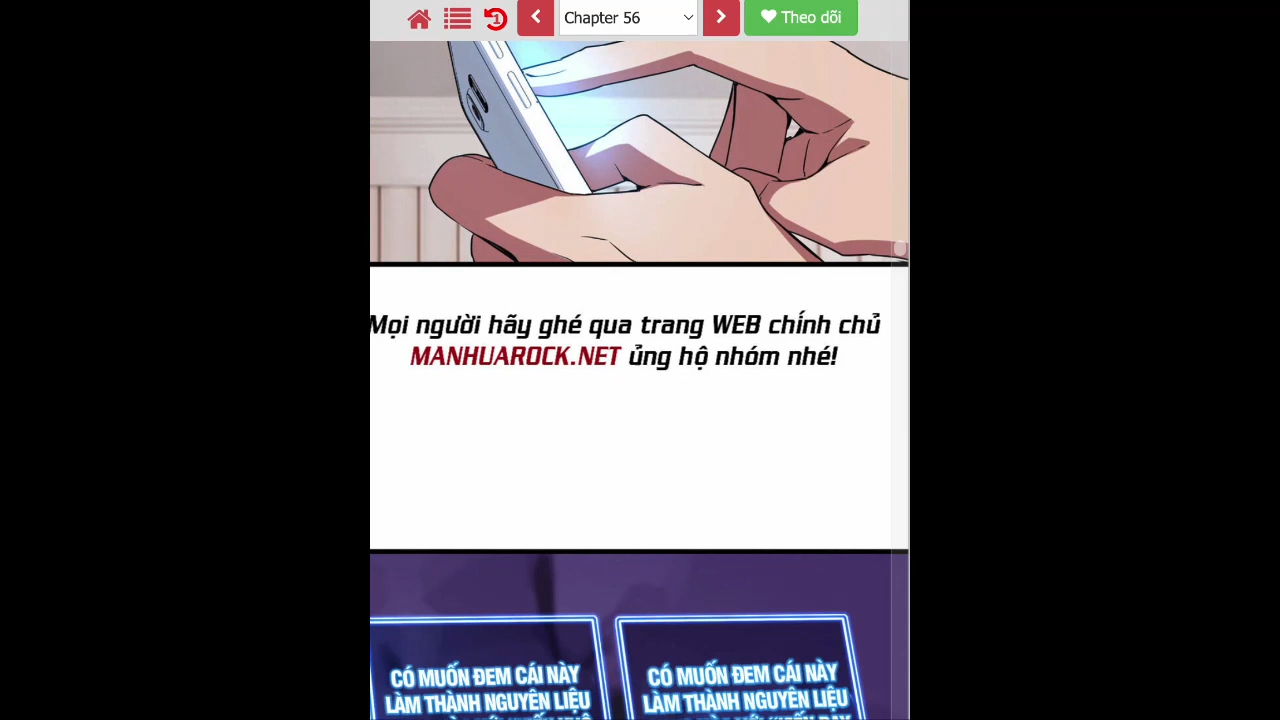 1
Chapter 56
Theo dõi
Mọi người hãy ghé qua trang WEB chính chủ
MANHUAROCK.NET ủng hộ nhóm nhé!
CÓ MUỐN ĐEM CÁI NÀY
LÀM THÀNH NGUYÊN LIỆU
CÓ MUỐN ĐEM CÁI NÀY
LÀM THÀNH NGUYÊN LIỆU